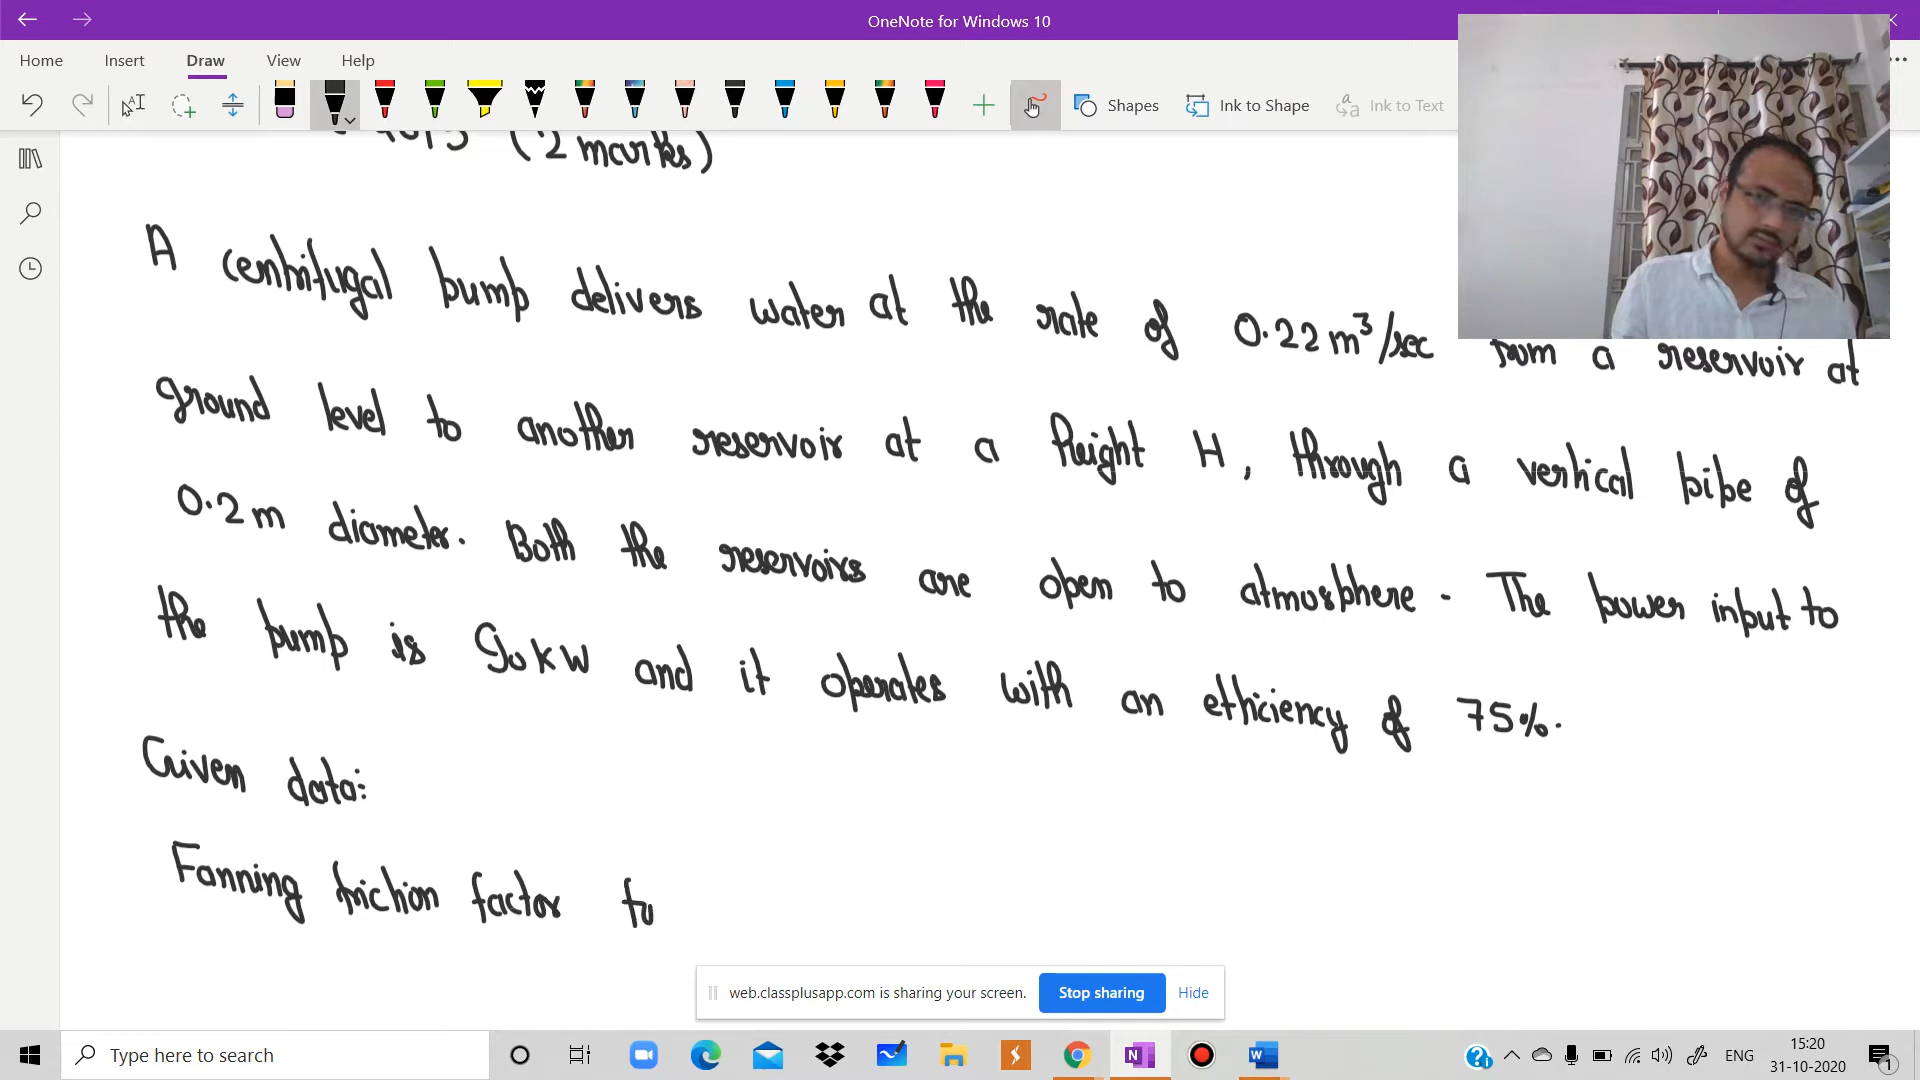 OneNote for Windows 10
Home Insert Draw View Help
Shapes Ink to Shape Ink to Text
(2 marks)
A centrifugal pump delivers water at the rate of 0.22 m³/sec from a reservoir at
ground level to another reservoir at a height H, through a vertical pipe of
0.2 m diameter. Both the reservoirs are open to atmosphere. The power input to
the pump is 90 kW and it operates with an efficiency of 75%.
Given data:
Fanning friction factor
web.classplusapp.com is sharing your screen. Stop sharing Hide
Type here to search
ENG
15:20
31-10-2020
1